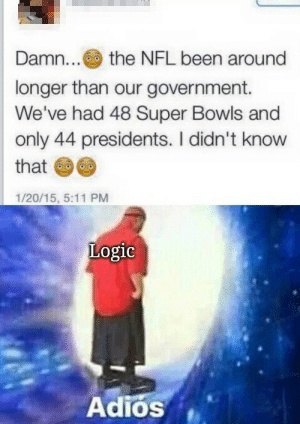 Damn...😳 the NFL been around
longer than our government.
We've had 48 Super Bowls and
only 44 presidents. I didn't know
that 😳😳
1/20/15, 5:11 PM
Logic
Adiós